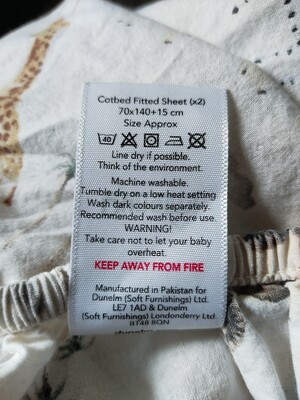 Cotbed Fitted Sheet (x2)
70x140+15 cm
Size Approx
40
Line dry if possible.
Think of the environment.
Machine washable.
Tumble dry on a low heat setting
Wash dark colours separately.
Recommended wash before use.
WARNING!
Take care not to let your baby
overheat.
KEEP AWAY FROM FIRE
Manufactured in Pakistan for
Dunelm (Soft Furnishings) Ltd.
LE7 1AD & Dunelm
(Soft Furnishings) Londonderry Ltd.
BT48 8QN